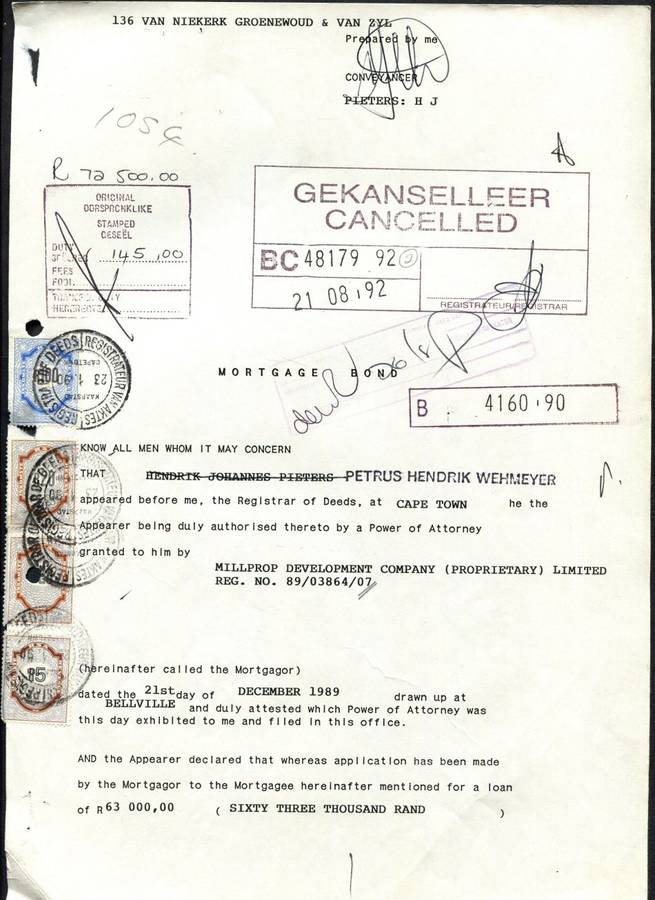 136 VAN NIEKERK GROENEWOUD & VAN ZYL
Prepared by me
CONVEYANCER
PIETERS: H J
R 72 500.00
ORIGINAL
OORSPRONKLIKE
STAMPED
GESEËL
DUTY
145,00
FEES
FOOI
GEKANSELLEER
CANCELLED
BC 48179 92
21 08 92
REGISTRATEUR/REGISTRAR
MORTGAGE BOND
B 4160 90
KNOW ALL MEN WHOM IT MAY CONCERN
THAT HENDRIK JOHANNES PIETERS PETRUS HENDRIK WEHMEYER
appeared before me, the Registrar of Deeds, at CAPE TOWN he the
Appearer being duly authorised thereto by a Power of Attorney
granted to him by
MILLPROP DEVELOPMENT COMPANY (PROPRIETARY) LIMITED
REG. NO. 89/03864/07
(hereinafter called the Mortgagor)
dated the 21st day of DECEMBER 1989 drawn up at
BELLVILLE and duly attested which Power of Attorney was
this day exhibited to me and filed in this office.
AND the Appearer declared that whereas application has been made
by the Mortgagor to the Mortgagee hereinafter mentioned for a loan
of R 63 000,00 ( SIXTY THREE THOUSAND RAND )